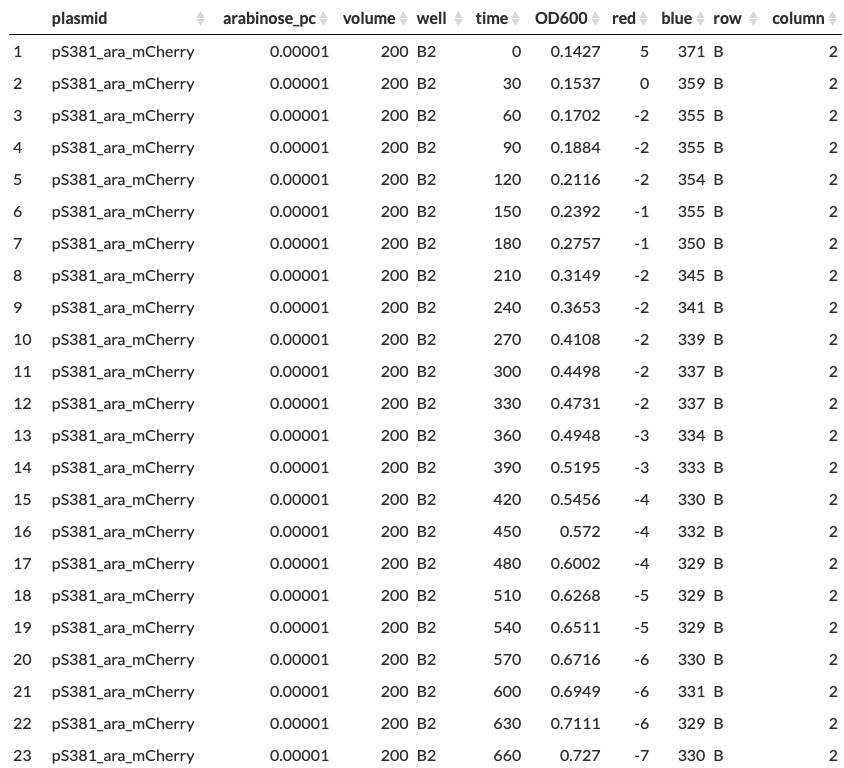 plasmid arabinose_pc volume well time OD600 red blue row column
1 pS381_ara_mCherry 0.00001 200 B2 0 0.1427 5 371 B 2
2 pS381_ara_mCherry 0.00001 200 B2 30 0.1537 0 359 B 2
3 pS381_ara_mCherry 0.00001 200 B2 60 0.1702 -2 355 B 2
4 pS381_ara_mCherry 0.00001 200 B2 90 0.1884 -2 355 B 2
5 pS381_ara_mCherry 0.00001 200 B2 120 0.2116 -2 354 B 2
6 pS381_ara_mCherry 0.00001 200 B2 150 0.2392 -1 355 B 2
7 pS381_ara_mCherry 0.00001 200 B2 180 0.2757 -1 350 B 2
8 pS381_ara_mCherry 0.00001 200 B2 210 0.3149 -2 345 B 2
9 pS381_ara_mCherry 0.00001 200 B2 240 0.3653 -2 341 B 2
10 pS381_ara_mCherry 0.00001 200 B2 270 0.4108 -2 339 B 2
11 pS381_ara_mCherry 0.00001 200 B2 300 0.4498 -2 337 B 2
12 pS381_ara_mCherry 0.00001 200 B2 330 0.4731 -2 337 B 2
13 pS381_ara_mCherry 0.00001 200 B2 360 0.4948 -3 334 B 2
14 pS381_ara_mCherry 0.00001 200 B2 390 0.5195 -3 333 B 2
15 pS381_ara_mCherry 0.00001 200 B2 420 0.5456 -4 330 B 2
16 pS381_ara_mCherry 0.00001 200 B2 450 0.572 -4 332 B 2
17 pS381_ara_mCherry 0.00001 200 B2 480 0.6002 -4 329 B 2
18 pS381_ara_mCherry 0.00001 200 B2 510 0.6268 -5 329 B 2
19 pS381_ara_mCherry 0.00001 200 B2 540 0.6511 -5 329 B 2
20 pS381_ara_mCherry 0.00001 200 B2 570 0.6716 -6 330 B 2
21 pS381_ara_mCherry 0.00001 200 B2 600 0.6949 -6 331 B 2
22 pS381_ara_mCherry 0.00001 200 B2 630 0.7111 -6 329 B 2
23 pS381_ara_mCherry 0.00001 200 B2 660 0.727 -7 330 B 2